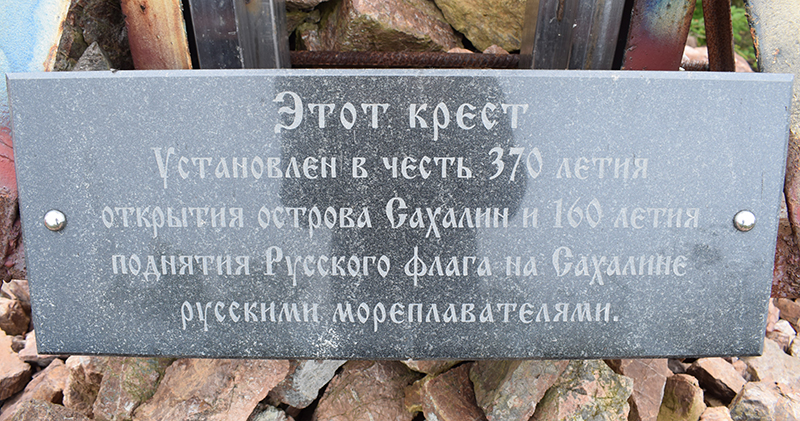 Этот крест
Установлен в честь 370 летия
открытия острова Сахалин и 160 летия
поднятия Русского флага на Сахалине
русскими мореплавателями.